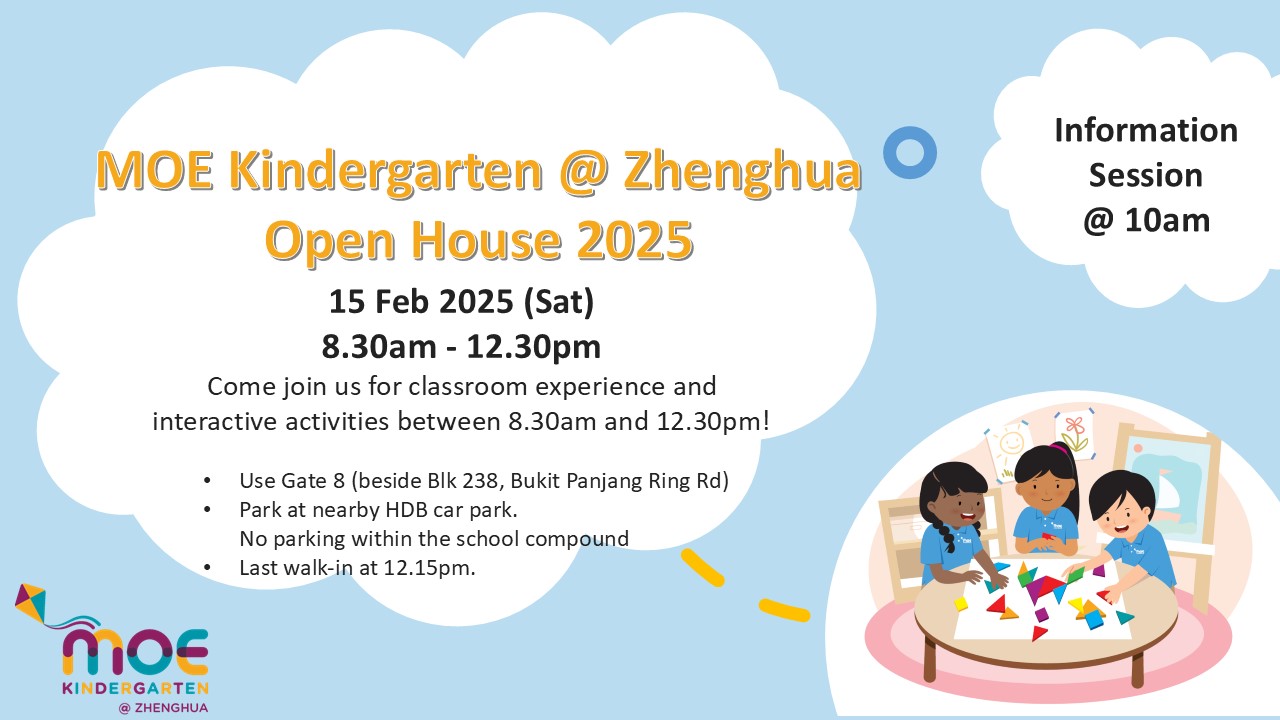 MOE Kindergarten @ Zhenghua
Open House 2025
15 Feb 2025 (Sat)
8.30am - 12.30pm
Come join us for classroom experience and
interactive activities between 8.30am and 12.30pm!
• Use Gate 8 (beside Blk 238, Bukit Panjang Ring Rd)
• Park at nearby HDB car park.
No parking within the school compound
• Last walk-in at 12.15pm.
Information
Session
@ 10am
moe
KINDERGARTEN
@ ZHENGHUA